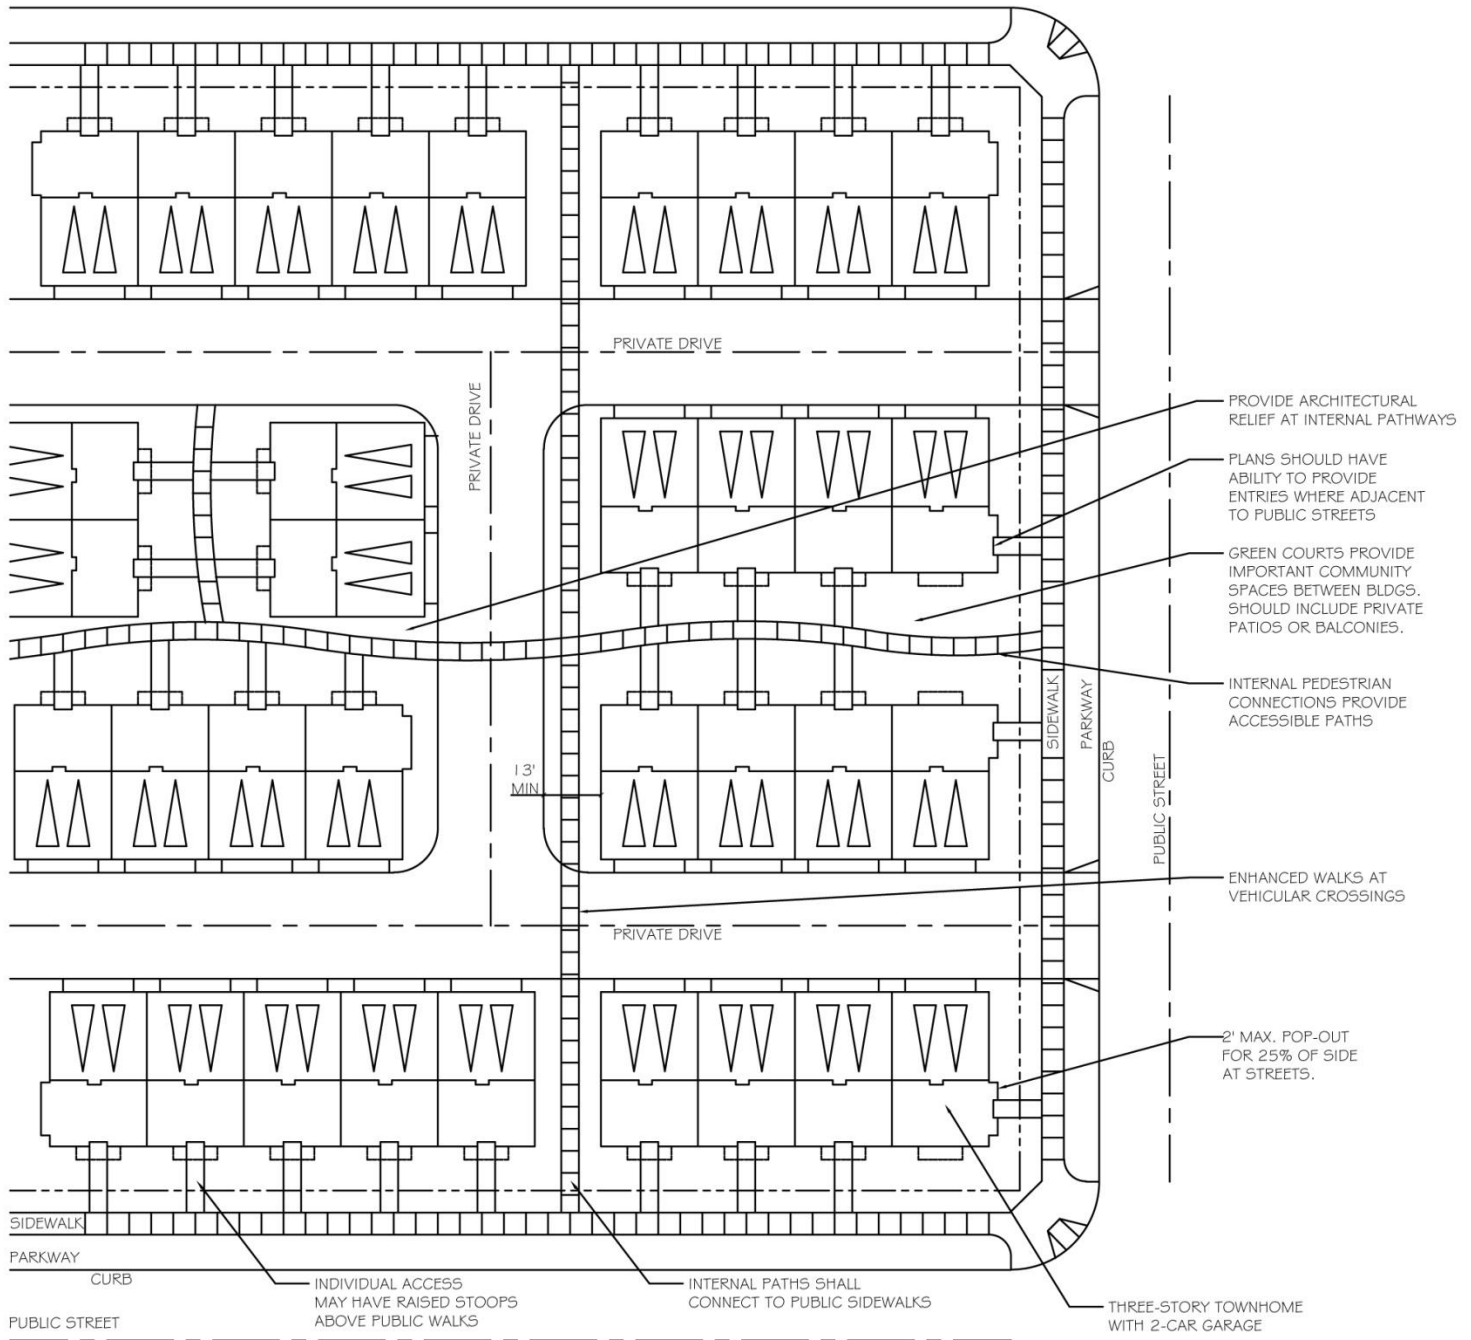 PRIVATE DRIVE
PRIVATE DRIVE
PROVIDE ARCHITECTURAL
RELIEF AT INTERNAL PATHWAYS
PLANS SHOULD HAVE
ABILITY TO PROVIDE
ENTRIES WHERE ADJACENT
TO PUBLIC STREETS
GREEN COURTS PROVIDE
IMPORTANT COMMUNITY
SPACES BETWEEN BLDGS.
SHOULD INCLUDE PRIVATE
PATIOS OR BALCONIES.
INTERNAL PEDESTRIAN
CONNECTIONS PROVIDE
ACCESSIBLE PATHS
SIDEWALK
PARKWAY
CURB
PUBLIC STREET
13'
MIN.
ENHANCED WALKS AT
VEHICULAR CROSSINGS
PRIVATE DRIVE
2' MAX. POP-OUT
FOR 25% OF SIDE
AT STREETS.
SIDEWALK
PARKWAY
CURB
PUBLIC STREET
INDIVIDUAL ACCESS
MAY HAVE RAISED STOOPS
ABOVE PUBLIC WALKS
INTERNAL PATHS SHALL
CONNECT TO PUBLIC SIDEWALKS
THREE-STORY TOWNHOME
WITH 2-CAR GARAGE